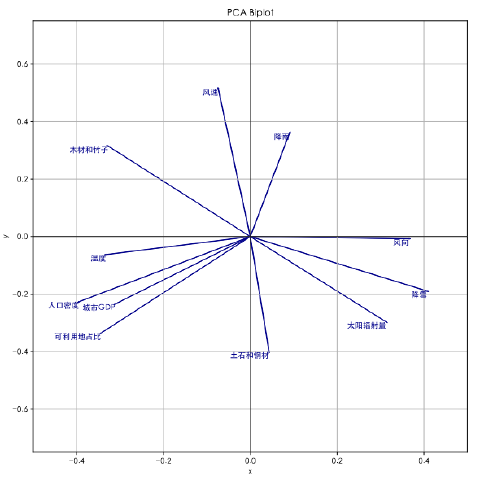 PCA Biplot
0.6
风速
0.4
降雨
木材和竹子
0.2
y
0.0
风向
温度
-0.2
降雪
人口密度
城市GDP
太阳辐射量
可利用地占比
-0.4
土石和钢材
-0.6
-0.4
-0.2
0.0
0.2
0.4
x